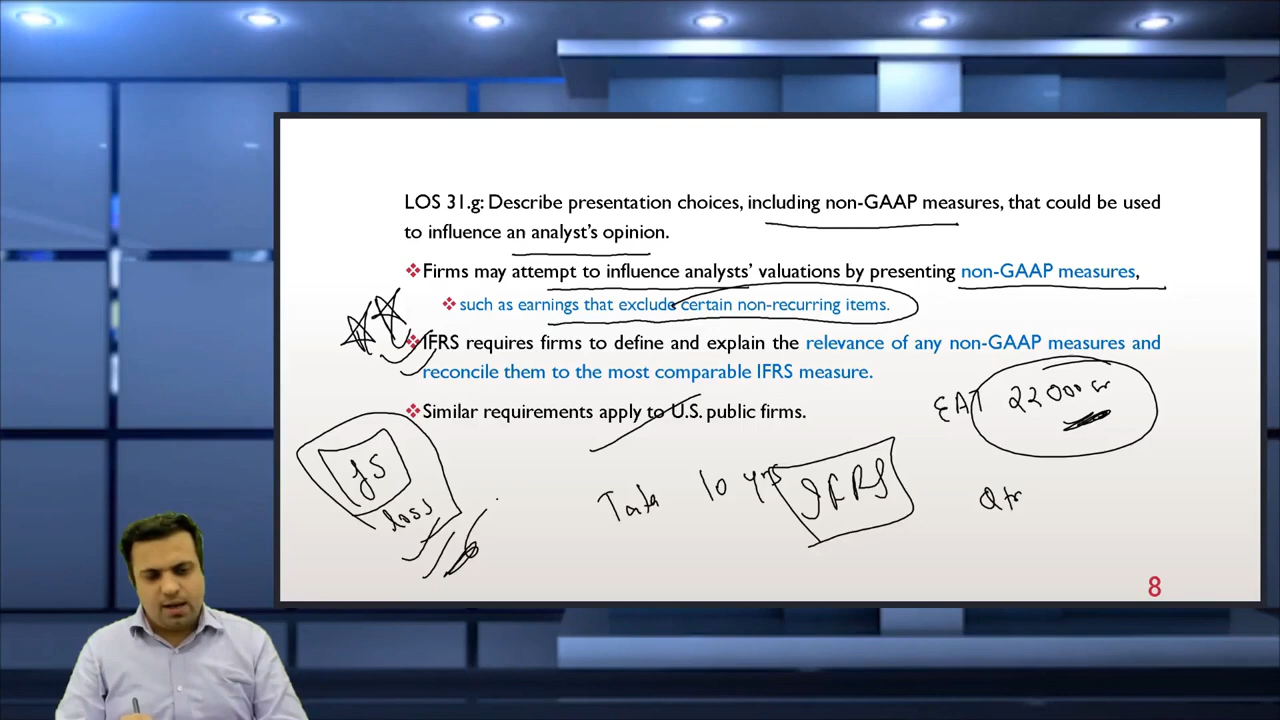 LOS 31.g: Describe presentation choices, including non-GAAP measures, that could be used
to influence an analyst's opinion.
❖Firms may attempt to influence analysts' valuations by presenting non-GAAP measures,
❖ such as earnings that exclude certain non-recurring items.
❖IFRS requires firms to define and explain the relevance of any non-GAAP measures and
reconcile them to the most comparable IFRS measure.
EAT 22000 cr
❖Similar requirements apply to U.S. public firms.
loss
Tata 10 yrs IFRS Qtr
8